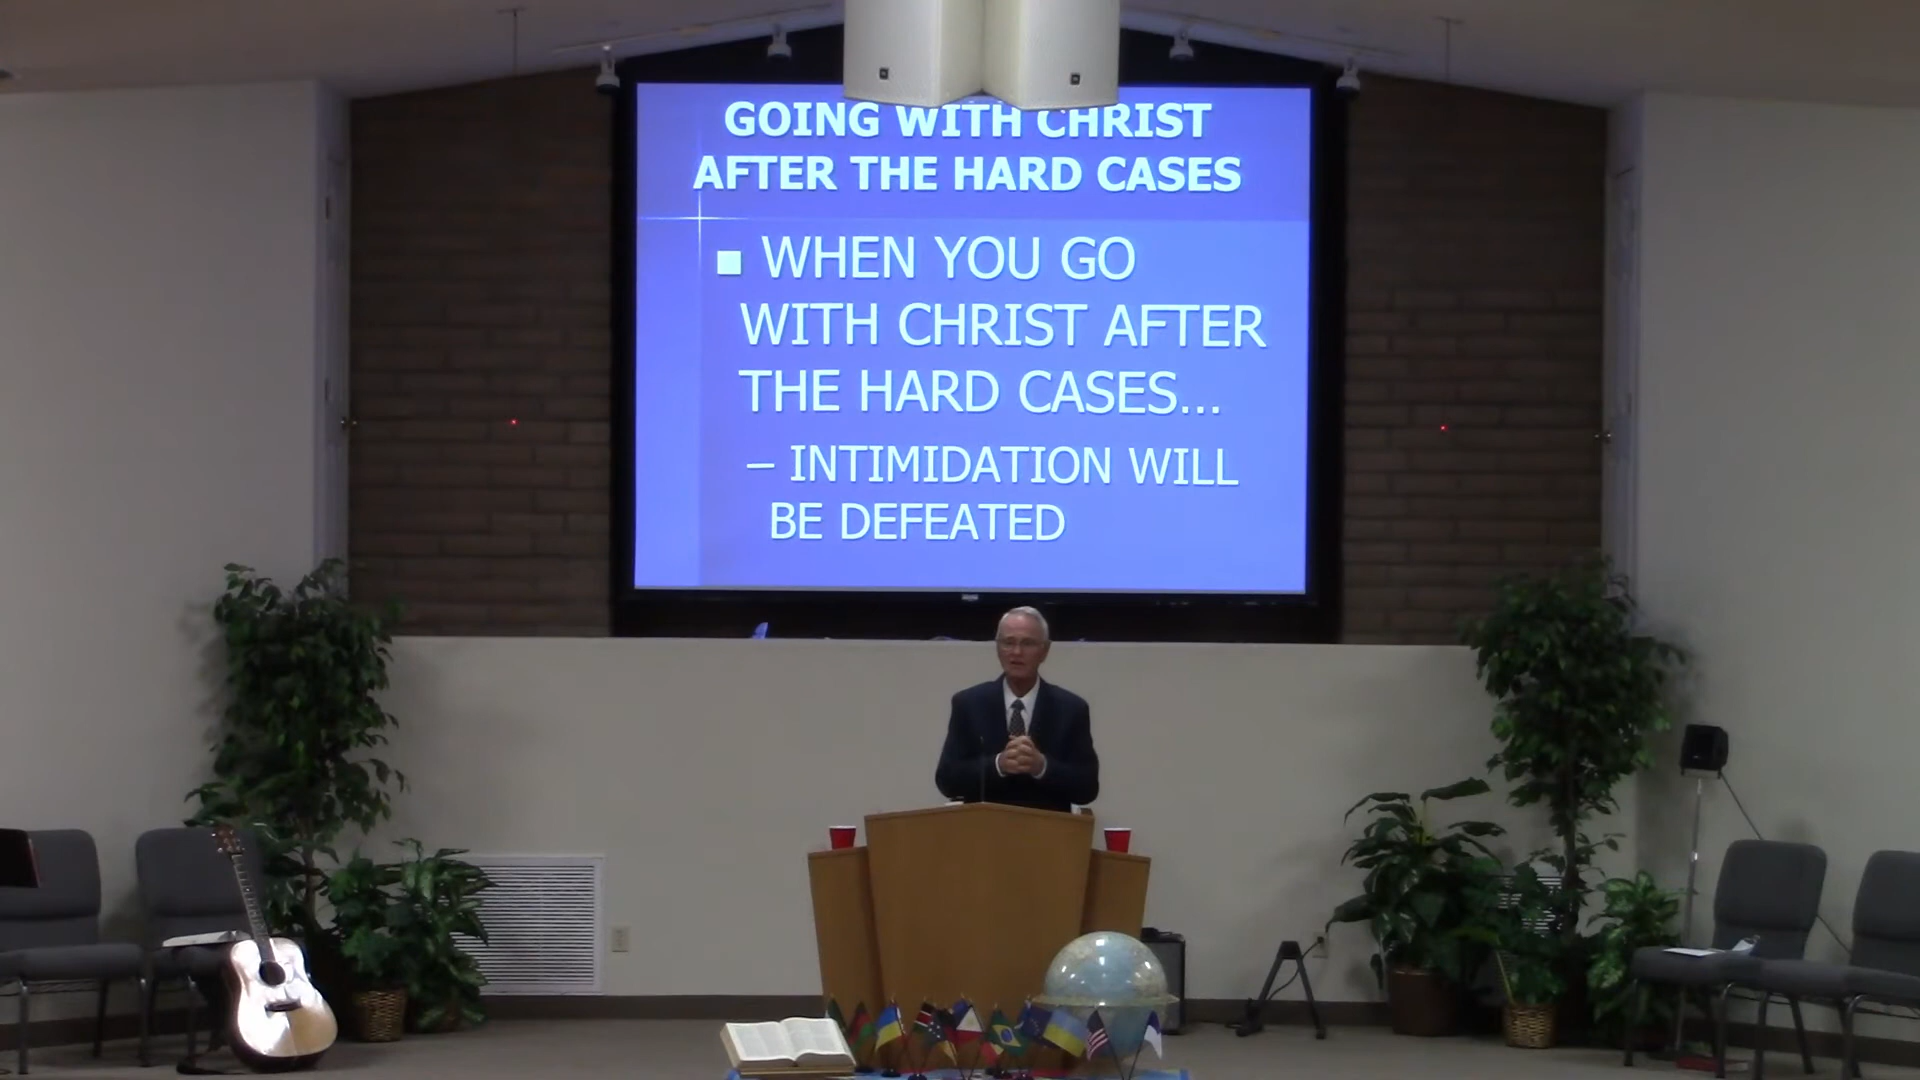 GOING WITH CHRIST
AFTER THE HARD CASES
■ WHEN YOU GO
WITH CHRIST AFTER
THE HARD CASES...
– INTIMIDATION WILL
BE DEFEATED